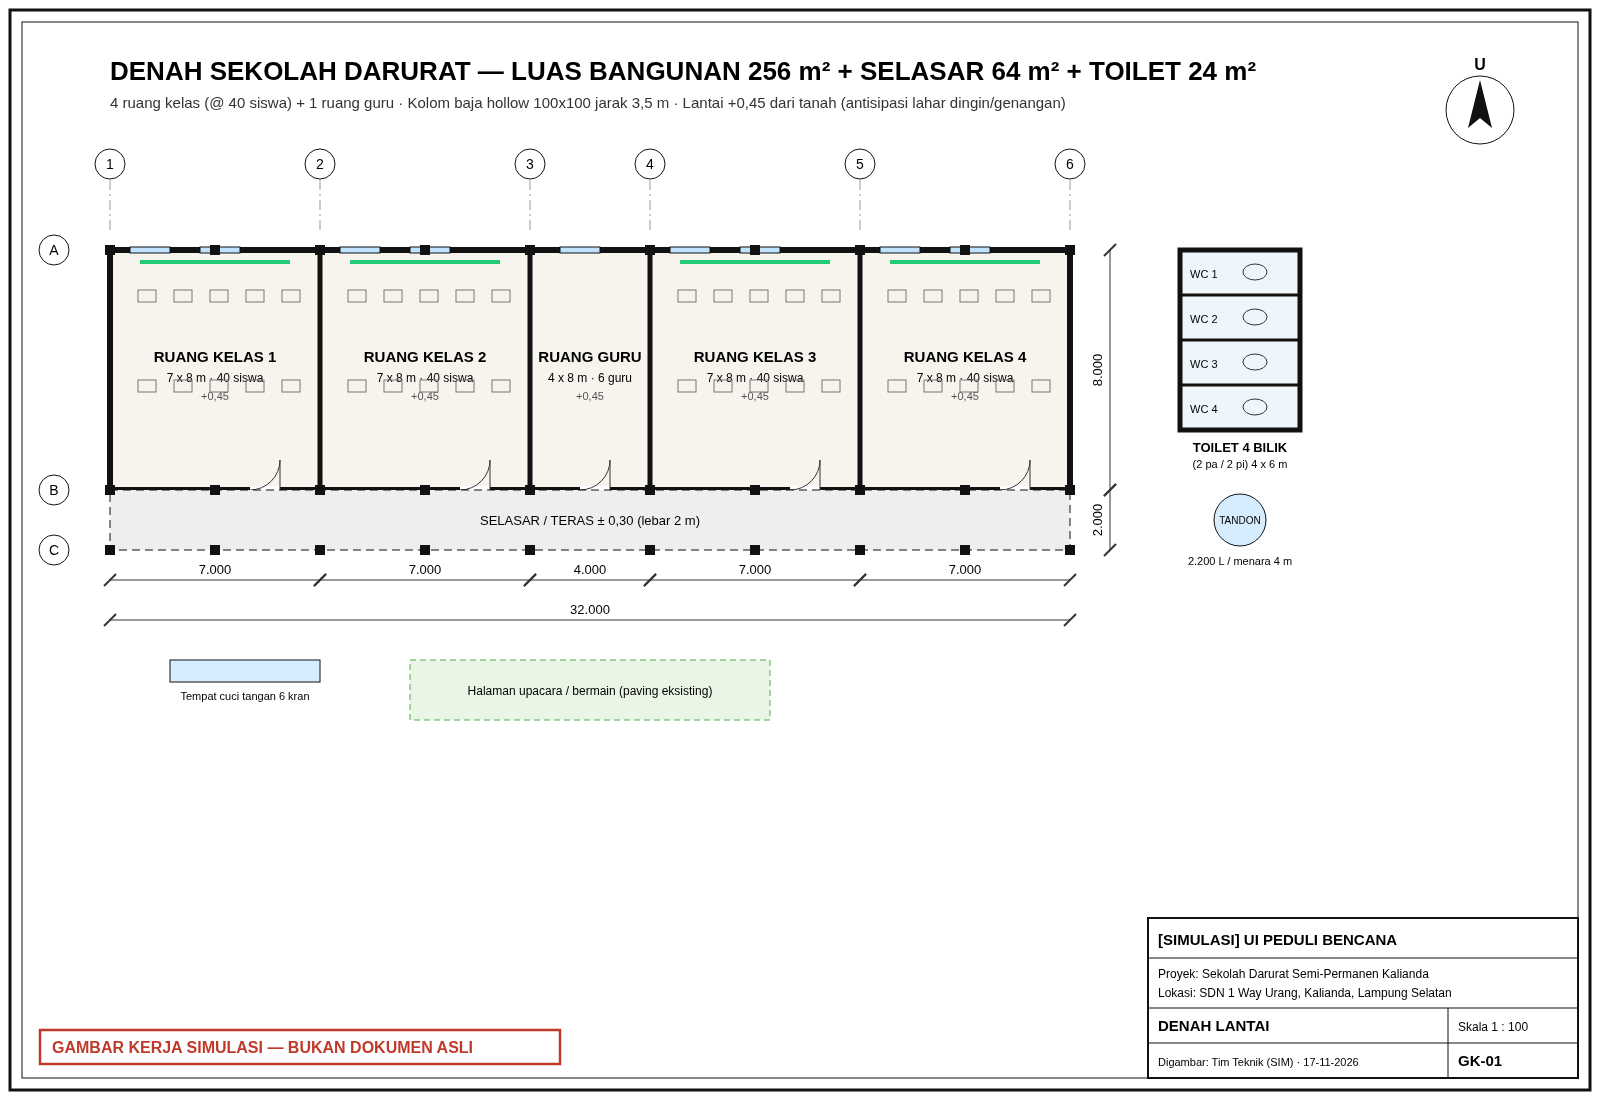 DENAH SEKOLAH DARURAT — LUAS BANGUNAN 256 m² + SELASAR 64 m² + TOILET 24 m²
4 ruang kelas (@ 40 siswa) + 1 ruang guru · Kolom baja hollow 100x100 jarak 3,5 m · Lantai +0,45 dari tanah (antisipasi lahar dingin/genangan)
U
1 2 3 4 5 6
A
B
C
RUANG KELAS 1
7 x 8 m · 40 siswa
+0,45
RUANG KELAS 2
7 x 8 m · 40 siswa
+0,45
RUANG GURU
4 x 8 m · 6 guru
+0,45
RUANG KELAS 3
7 x 8 m · 40 siswa
+0,45
RUANG KELAS 4
7 x 8 m · 40 siswa
+0,45
8.000
2.000
SELASAR / TERAS ± 0,30 (lebar 2 m)
7.000 7.000 4.000 7.000 7.000
32.000
WC 1
WC 2
WC 3
WC 4
TOILET 4 BILIK
(2 pa / 2 pi) 4 x 6 m
TANDON
2.200 L / menara 4 m
Tempat cuci tangan 6 kran
Halaman upacara / bermain (paving eksisting)
[SIMULASI] UI PEDULI BENCANA
Proyek: Sekolah Darurat Semi-Permanen Kalianda
Lokasi: SDN 1 Way Urang, Kalianda, Lampung Selatan
DENAH LANTAI
Skala 1 : 100
Digambar: Tim Teknik (SIM) · 17-11-2026
GK-01
GAMBAR KERJA SIMULASI — BUKAN DOKUMEN ASLI